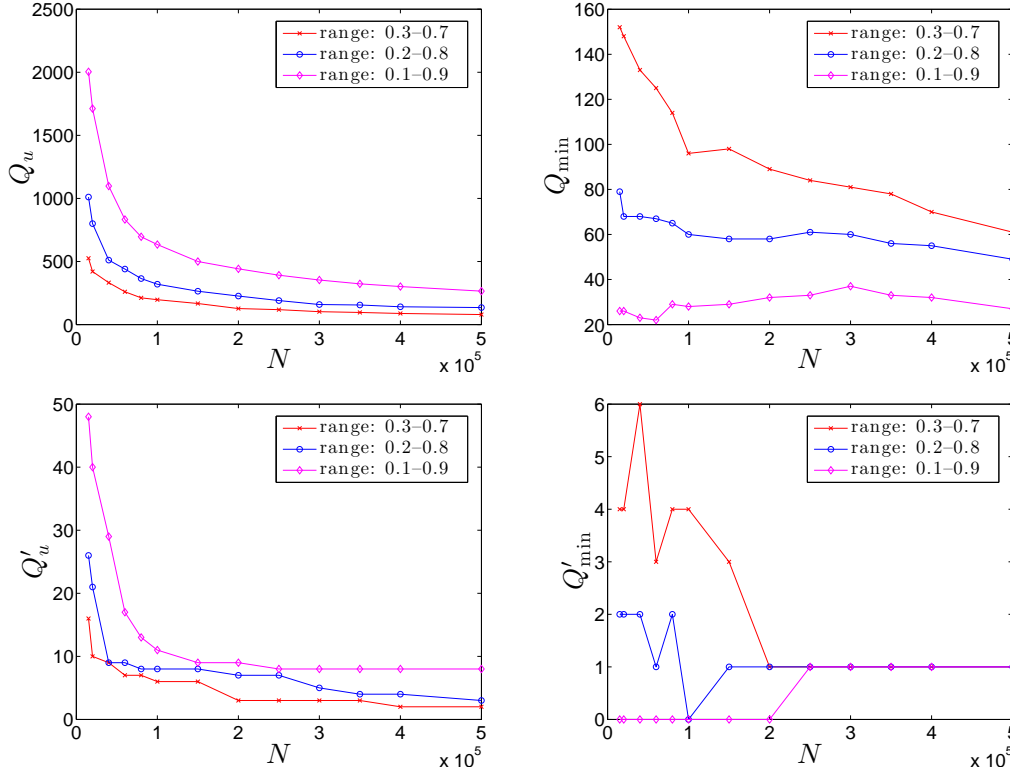 2500
2000
1500
1000
500
0
Q_u
range: 0.3–0.7
range: 0.2–0.8
range: 0.1–0.9
0 1 2 3 4 5
N
x 10^5
160
140
120
100
80
60
40
20
Q_min
range: 0.3–0.7
range: 0.2–0.8
range: 0.1–0.9
0 1 2 3 4 5
N
x 10^5
50
40
30
20
10
0
Q'_u
range: 0.3–0.7
range: 0.2–0.8
range: 0.1–0.9
0 1 2 3 4 5
N
x 10^5
6
5
4
3
2
1
0
Q'_min
range: 0.3–0.7
range: 0.2–0.8
range: 0.1–0.9
0 1 2 3 4 5
N
x 10^5